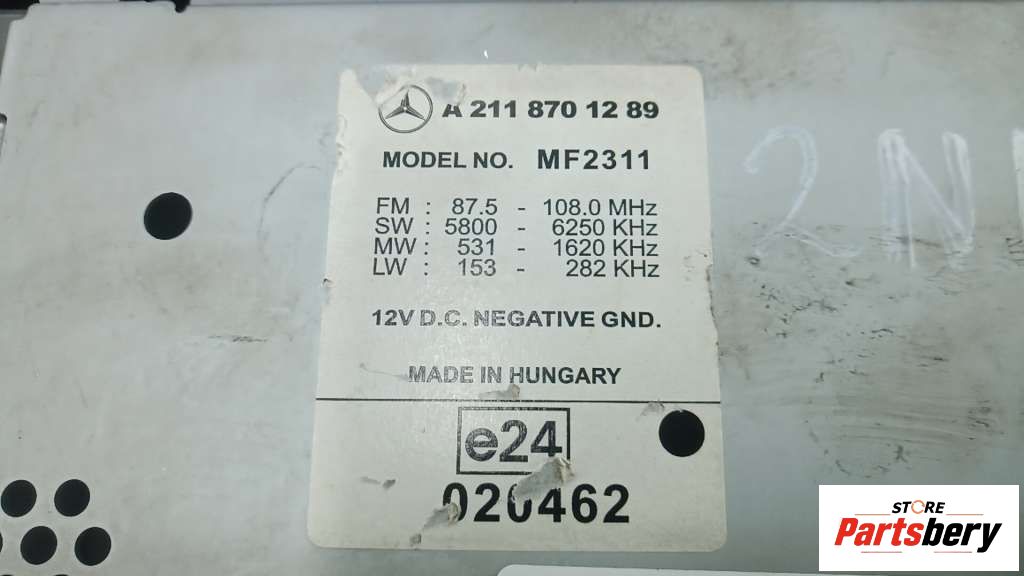 A 211 870 12 89
MODEL NO. MF2311
FM : 87.5 - 108.0 MHz
SW : 5800 - 6250 KHz
MW : 531 - 1620 KHz
LW : 153 - 282 KHz
12V D.C. NEGATIVE GND.
MADE IN HUNGARY
e24
020462
2N
STORE
Partsbery